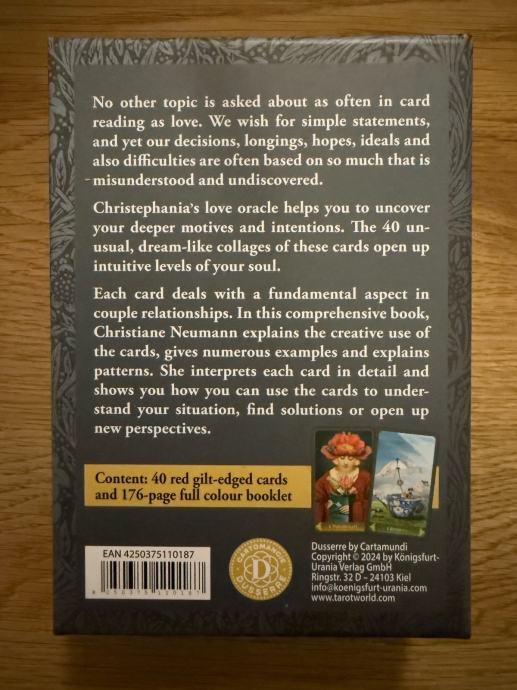 No other topic is asked about as often in card
reading as love. We wish for simple statements,
and yet our decisions, longings, hopes, ideals and
also difficulties are often based on so much that is
misunderstood and undiscovered.
Christephania's love oracle helps you to uncover
your deeper motives and intentions. The 40 un-
usual, dream-like collages of these cards open up
intuitive levels of your soul.
Each card deals with a fundamental aspect in
couple relationships. In this comprehensive book,
Christiane Neumann explains the creative use of
the cards, gives numerous examples and explains
patterns. She interprets each card in detail and
shows you how you can use the cards to under-
stand your situation, find solutions or open up
new perspectives.
Content: 40 red gilt-edged cards
and 176-page full colour booklet
EAN 4250375110187
4 250375 110187
CARTOMANCIE
D
DUSSERRE
Dusserre by Cartamundi
Copyright © 2024 by Königsfurt-
Urania Verlag GmbH
Ringstr. 32 D – 24103 Kiel
info@koenigsfurt-urania.com
www.tarotworld.com